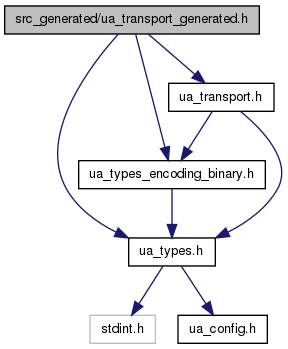 src_generated/ua_transport_generated.h
ua_transport.h
ua_types_encoding_binary.h
ua_types.h
stdint.h
ua_config.h